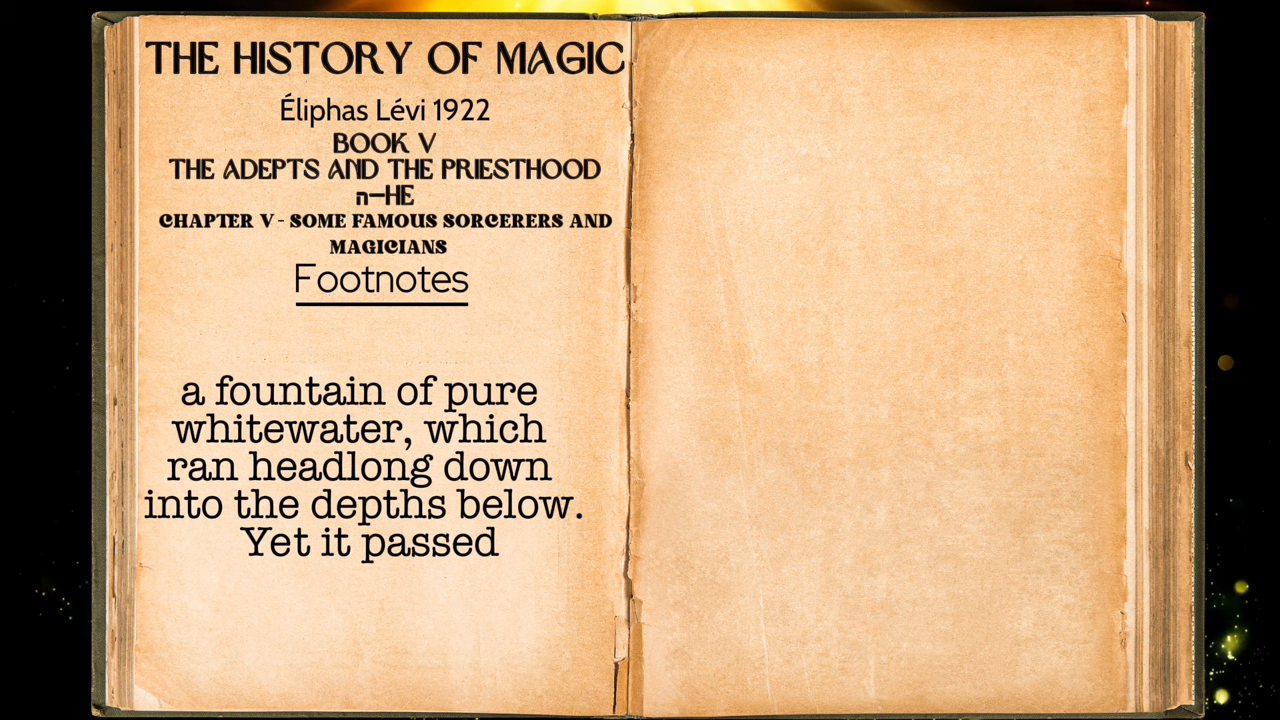 THE HISTORY OF MAGIC
Éliphas Lévi 1922
BOOK V
THE ADEPTS AND THE PRIESTHOOD
n—HE
CHAPTER V - SOME FAMOUS SORCERERS AND
MAGICIANS
Footnotes
a fountain of pure
whitewater, which
ran headlong down
into the depths below.
Yet it passed